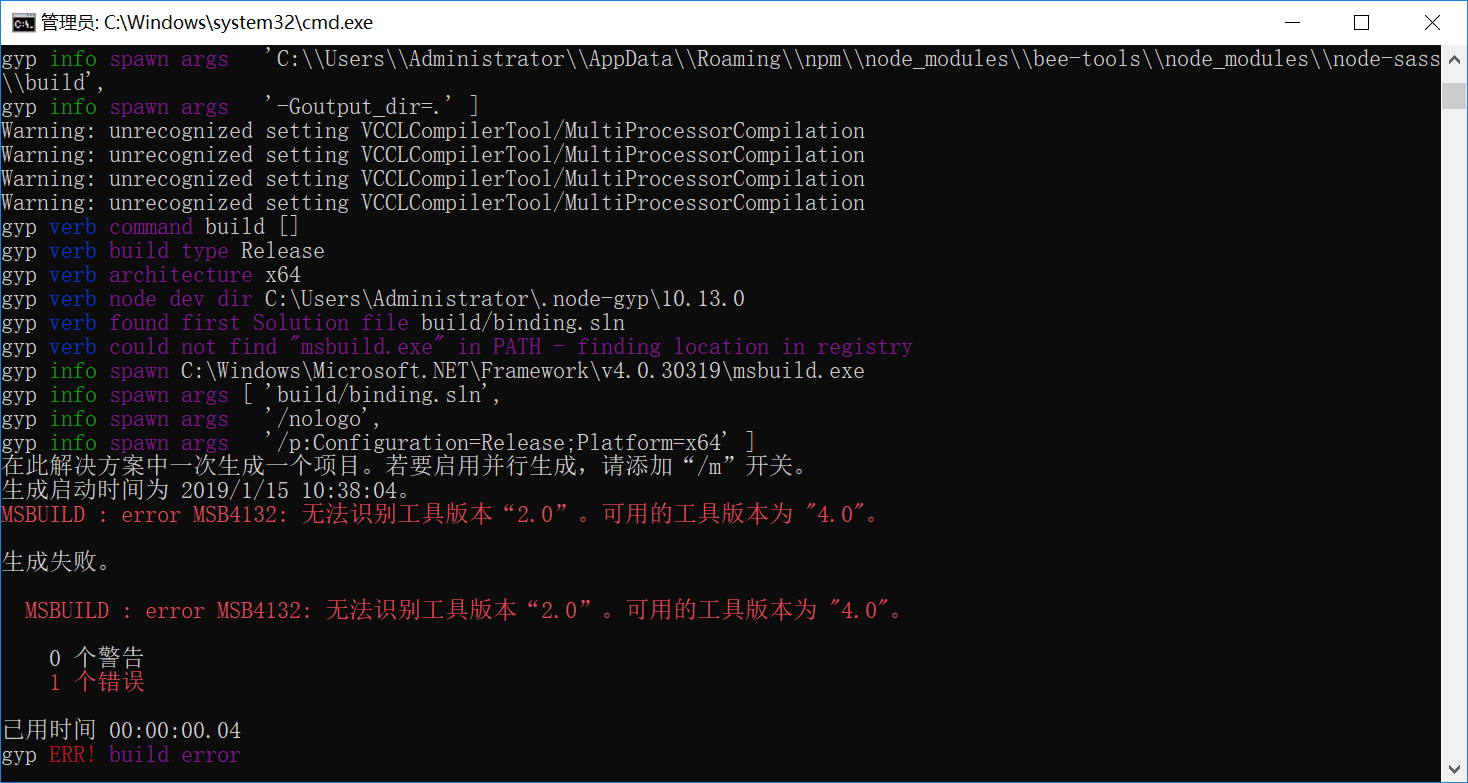 管理员: C:\Windows\system32\cmd.exe
gyp info spawn args   'C:\\Users\\Administrator\\AppData\\Roaming\\npm\\node_modules\\bee-tools\\node_modules\\node-sass
\\build',
gyp info spawn args   '-Goutput_dir=.' ]
Warning: unrecognized setting VCCLCompilerTool/MultiProcessorCompilation
Warning: unrecognized setting VCCLCompilerTool/MultiProcessorCompilation
Warning: unrecognized setting VCCLCompilerTool/MultiProcessorCompilation
Warning: unrecognized setting VCCLCompilerTool/MultiProcessorCompilation
gyp verb command build []
gyp verb build type Release
gyp verb architecture x64
gyp verb node dev dir C:\Users\Administrator\.node-gyp\10.13.0
gyp verb found first Solution file build/binding.sln
gyp verb could not find "msbuild.exe" in PATH - finding location in registry
gyp info spawn C:\Windows\Microsoft.NET\Framework\v4.0.30319\msbuild.exe
gyp info spawn args [ 'build/binding.sln',
gyp info spawn args   '/nologo',
gyp info spawn args   '/p:Configuration=Release;Platform=x64' ]
在此解决方案中一次生成一个项目。若要启用并行生成，请添加“/m”开关。
生成启动时间为 2019/1/15 10:38:04。
MSBUILD : error MSB4132: 无法识别工具版本“2.0”。可用的工具版本为 "4.0"。
生成失败。
MSBUILD : error MSB4132: 无法识别工具版本“2.0”。可用的工具版本为 "4.0"。
0 个警告
1 个错误
已用时间 00:00:00.04
gyp ERR! build error